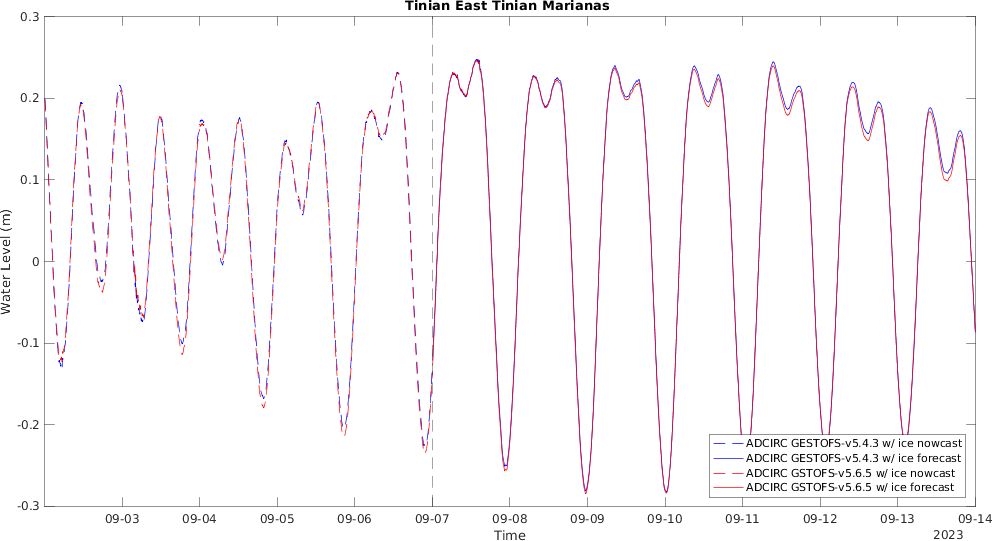 Tinian East Tinian Marianas
0.3
0.2
0.1
0
-0.1
-0.2
-0.3
Water Level (m)
ADCIRC GESTOFS-v5.4.3 w/ ice nowcast
ADCIRC GESTOFS-v5.4.3 w/ ice forecast
ADCIRC GSTOFS-v5.6.5 w/ ice nowcast
ADCIRC GSTOFS-v5.6.5 w/ ice forecast
09-03 09-04 09-05 09-06 09-07 09-08 09-09 09-10 09-11 09-12 09-13 09-14
Time
2023